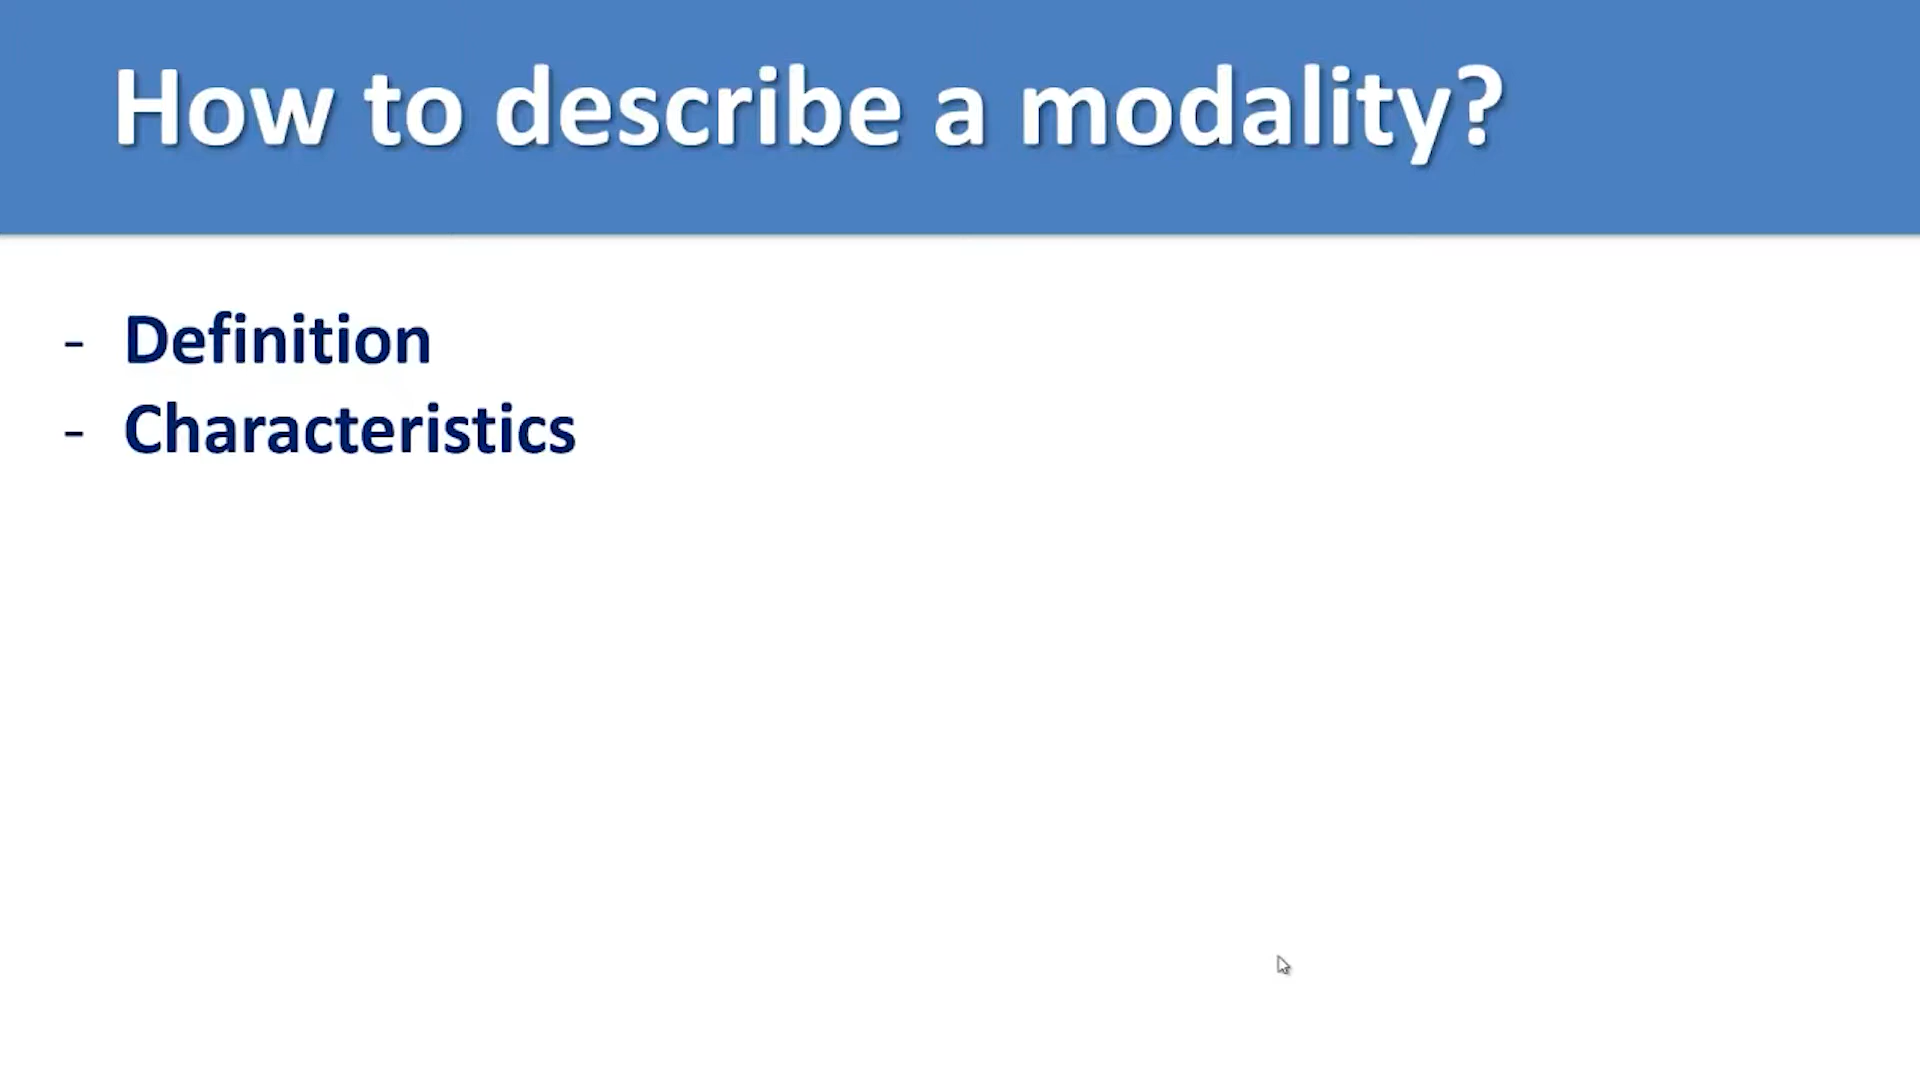 How to describe a modality?
- Definition
- Characteristics